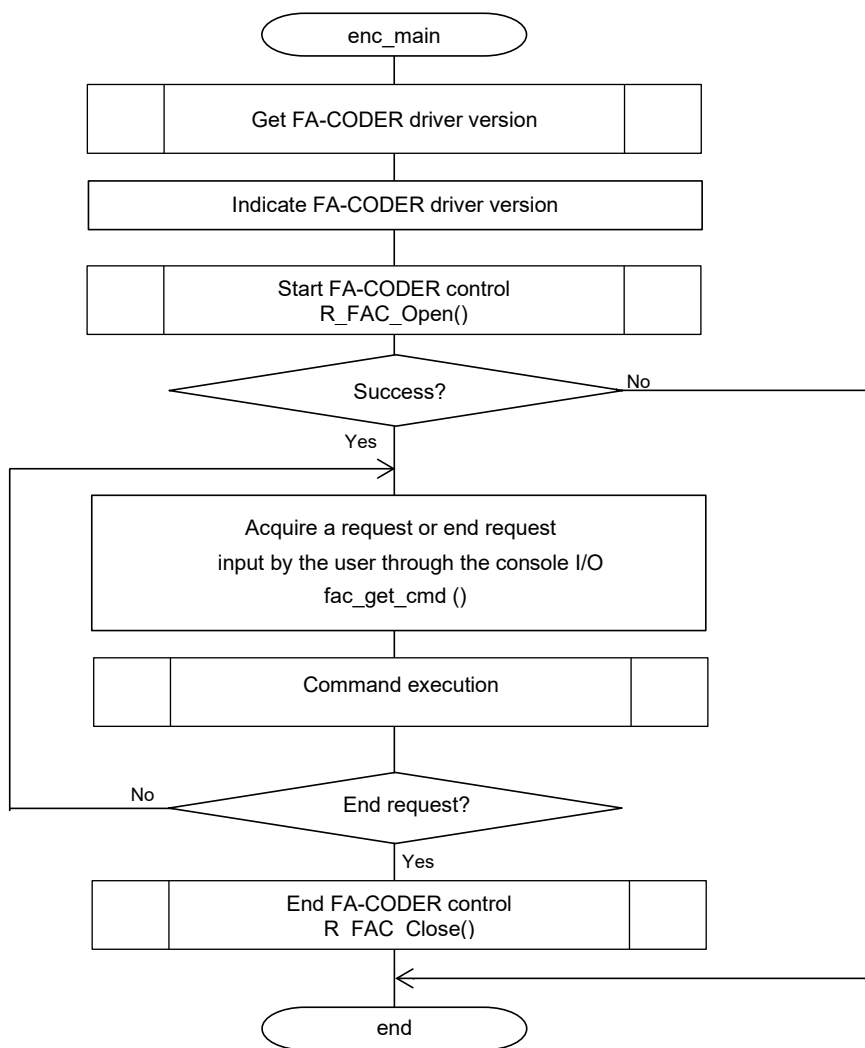 enc_main
Get FA-CODER driver version
Indicate FA-CODER driver version
Start FA-CODER control
R_FAC_Open()
Success?
No
Yes
Acquire a request or end request
input by the user through the console I/O
fac_get_cmd ()
Command execution
No
End request?
Yes
End FA-CODER control
R_FAC_Close()
end